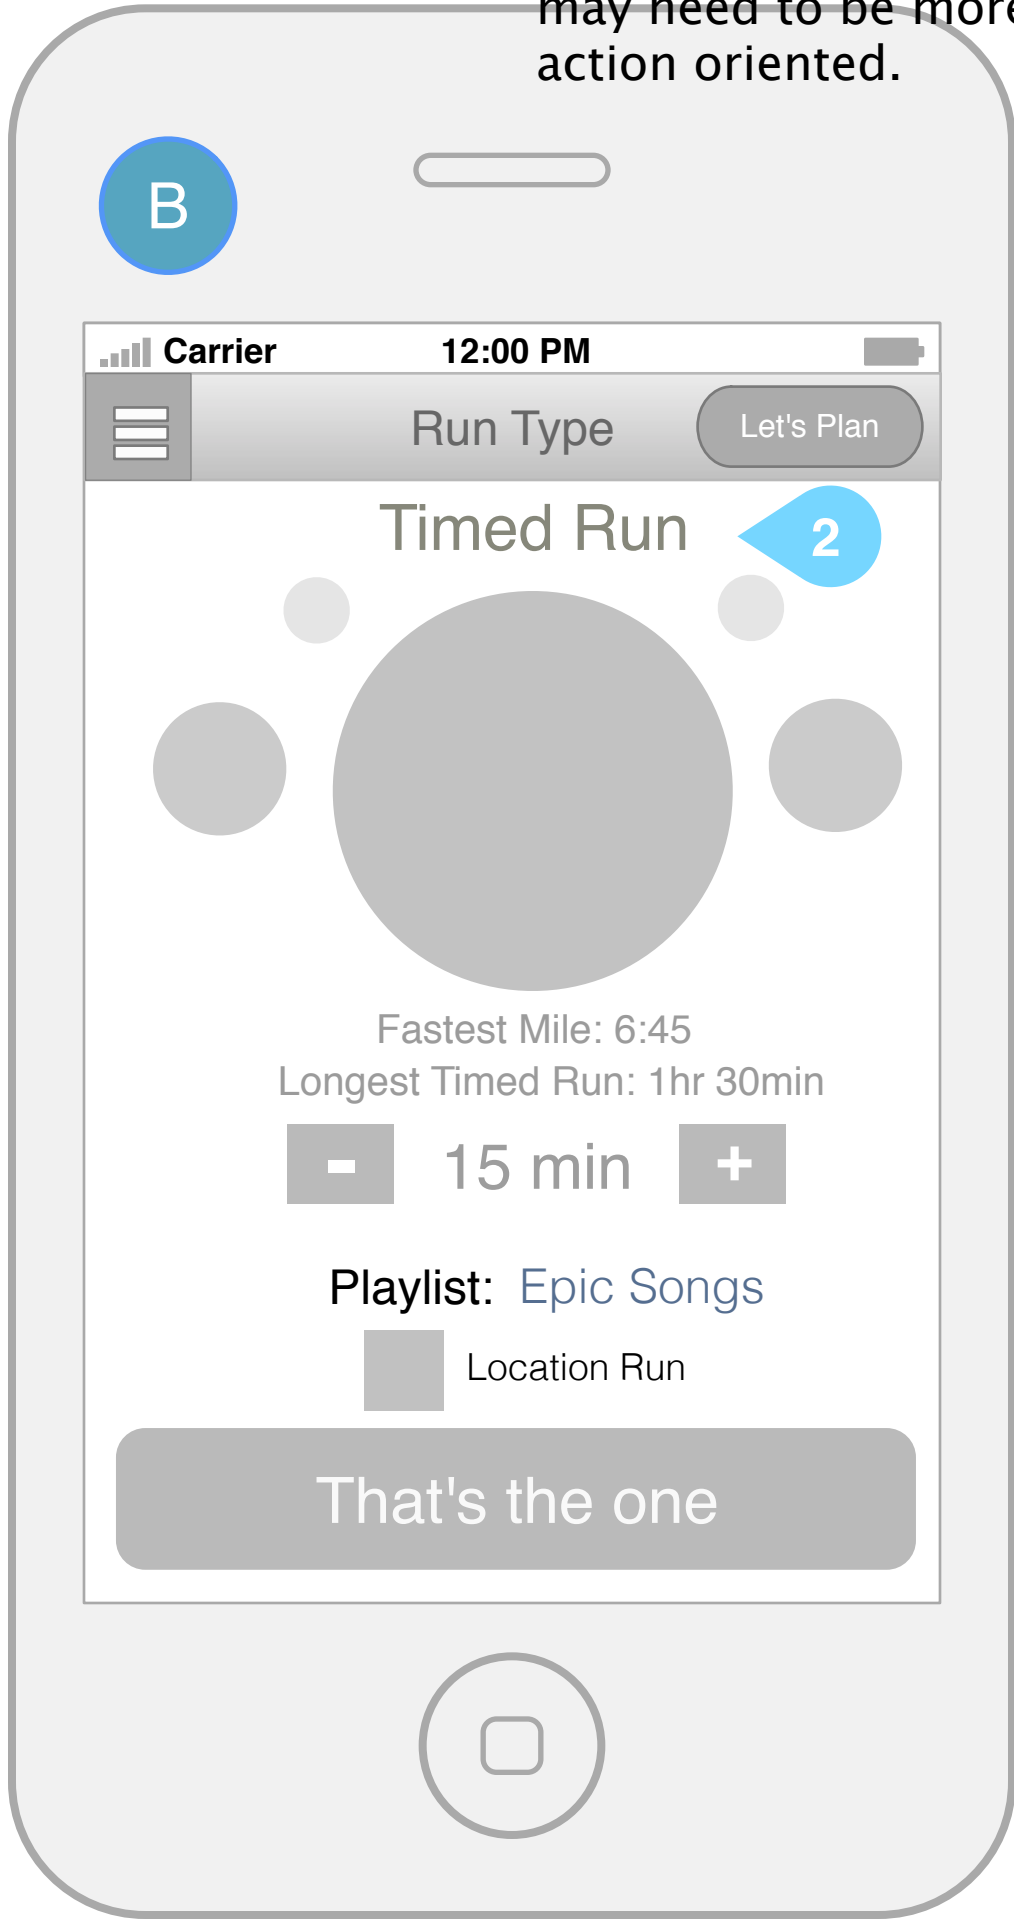 may need to be more
action oriented.
B
Carrier 12:00 PM
Run Type Let's Plan
Timed Run 2
Fastest Mile: 6:45
Longest Timed Run: 1hr 30min
- 15 min +
Playlist: Epic Songs
Location Run
That's the one